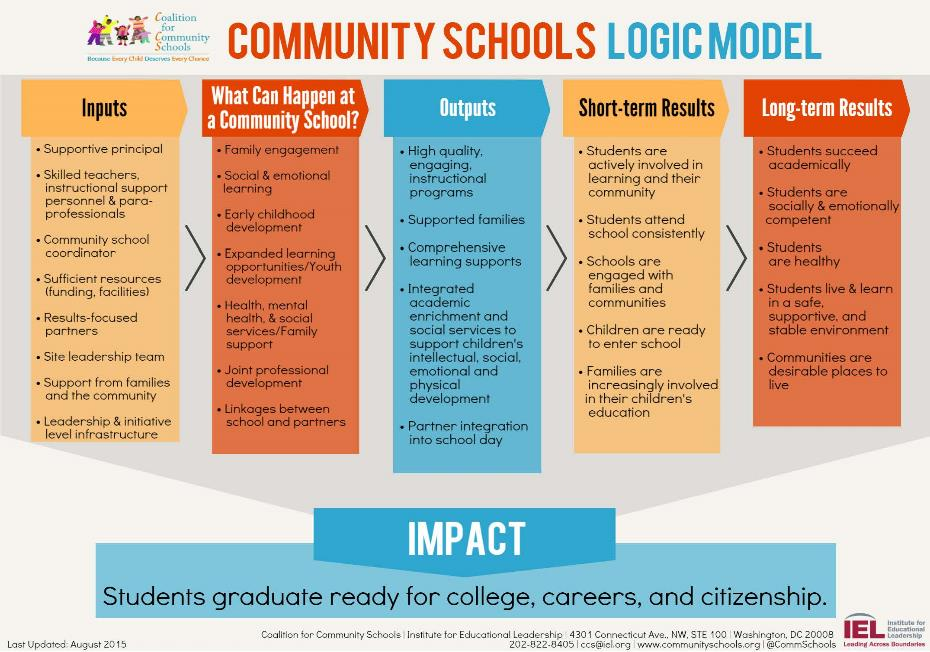 Coalition
for
Community
Schools
Because Every Child Deserves Every Chance
COMMUNITY SCHOOLS LOGIC MODEL
Inputs
• Supportive principal
• Skilled teachers,
instructional support
personnel & para-
professionals
• Community school
coordinator
• Sufficient resources
(funding, facilities)
• Results-focused
partners
• Site leadership team
• Support from families
and the community
• Leadership & initiative
level infrastructure
What Can Happen at
a Community School?
• Family engagement
• Social & emotional
learning
• Early childhood
development
• Expanded learning
opportunities/Youth
development
• Health, mental
health, & social
services/Family
support
• Joint professional
development
• Linkages between
school and partners
Outputs
• High quality,
engaging,
instructional
programs
• Supported families
• Comprehensive
learning supports
• Integrated
academic
enrichment and
social services to
support children's
intellectual, social,
emotional and
physical
development
• Partner integration
into school day
Short-term Results
• Students are
actively involved in
learning and their
community
• Students attend
school consistently
• Schools are
engaged with
families and
communities
• Children are ready
to enter school
• Families are
increasingly involved
in their children's
education
Long-term Results
• Students succeed
academically
• Students are
socially & emotionally
competent
• Students
are healthy
• Students live & learn
in a safe,
supportive, and
stable environment
• Communities are
desirable places to
live
IMPACT
Students graduate ready for college, careers, and citizenship.
Last Updated: August 2015
Coalition for Community Schools | Institute for Educational Leadership | 4301 Connecticut Ave., NW, STE 100 | Washington, DC 20008
202-822-8405 | ccs@iel.org | www.communityschools.org | @CommSchools
IEL
Institute for
Educational
Leadership
Leading Across Boundaries